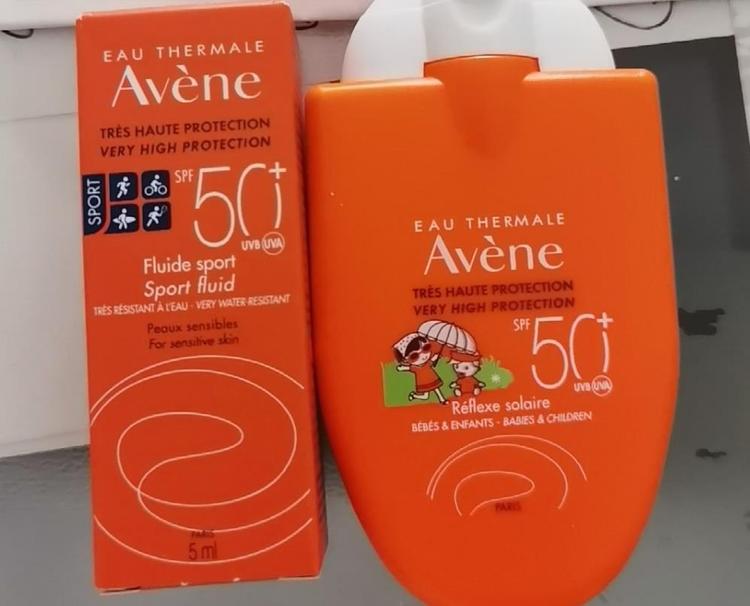 EAU THERMALE
Avène
TRÈS HAUTE PROTECTION
VERY HIGH PROTECTION
SPORT
SPF 50+
UVB UVA
Fluide sport
Sport fluid
TRÈS RÉSISTANT À L'EAU - VERY WATER-RESISTANT
Peaux sensibles
For sensitive skin
PARIS
5 ml
EAU THERMALE
Avène
TRÈS HAUTE PROTECTION
VERY HIGH PROTECTION
SPF 50+
UVB UVA
Réflexe solaire
BÉBÉS & ENFANTS - BABIES & CHILDREN
PARIS